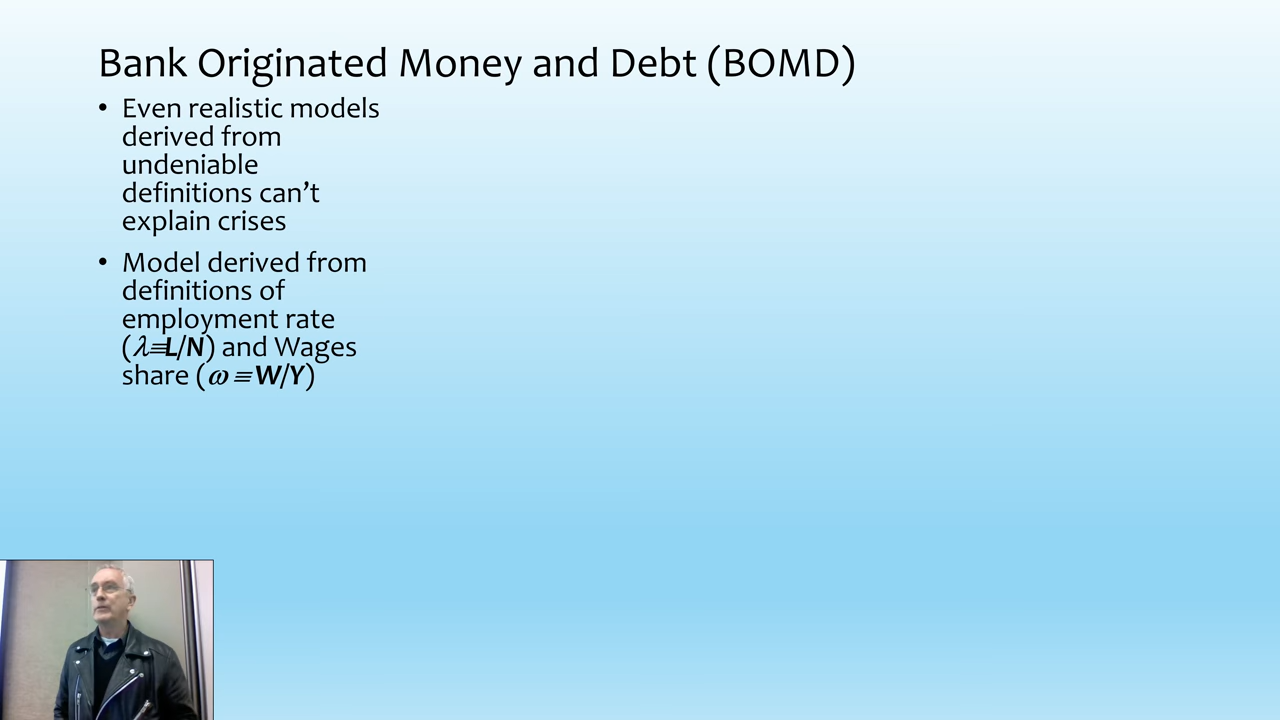 Bank Originated Money and Debt (BOMD)
• Even realistic models
derived from
undeniable
definitions can’t
explain crises
• Model derived from
definitions of
employment rate
(λ≡L/N) and Wages
share (ω ≡ W/Y)